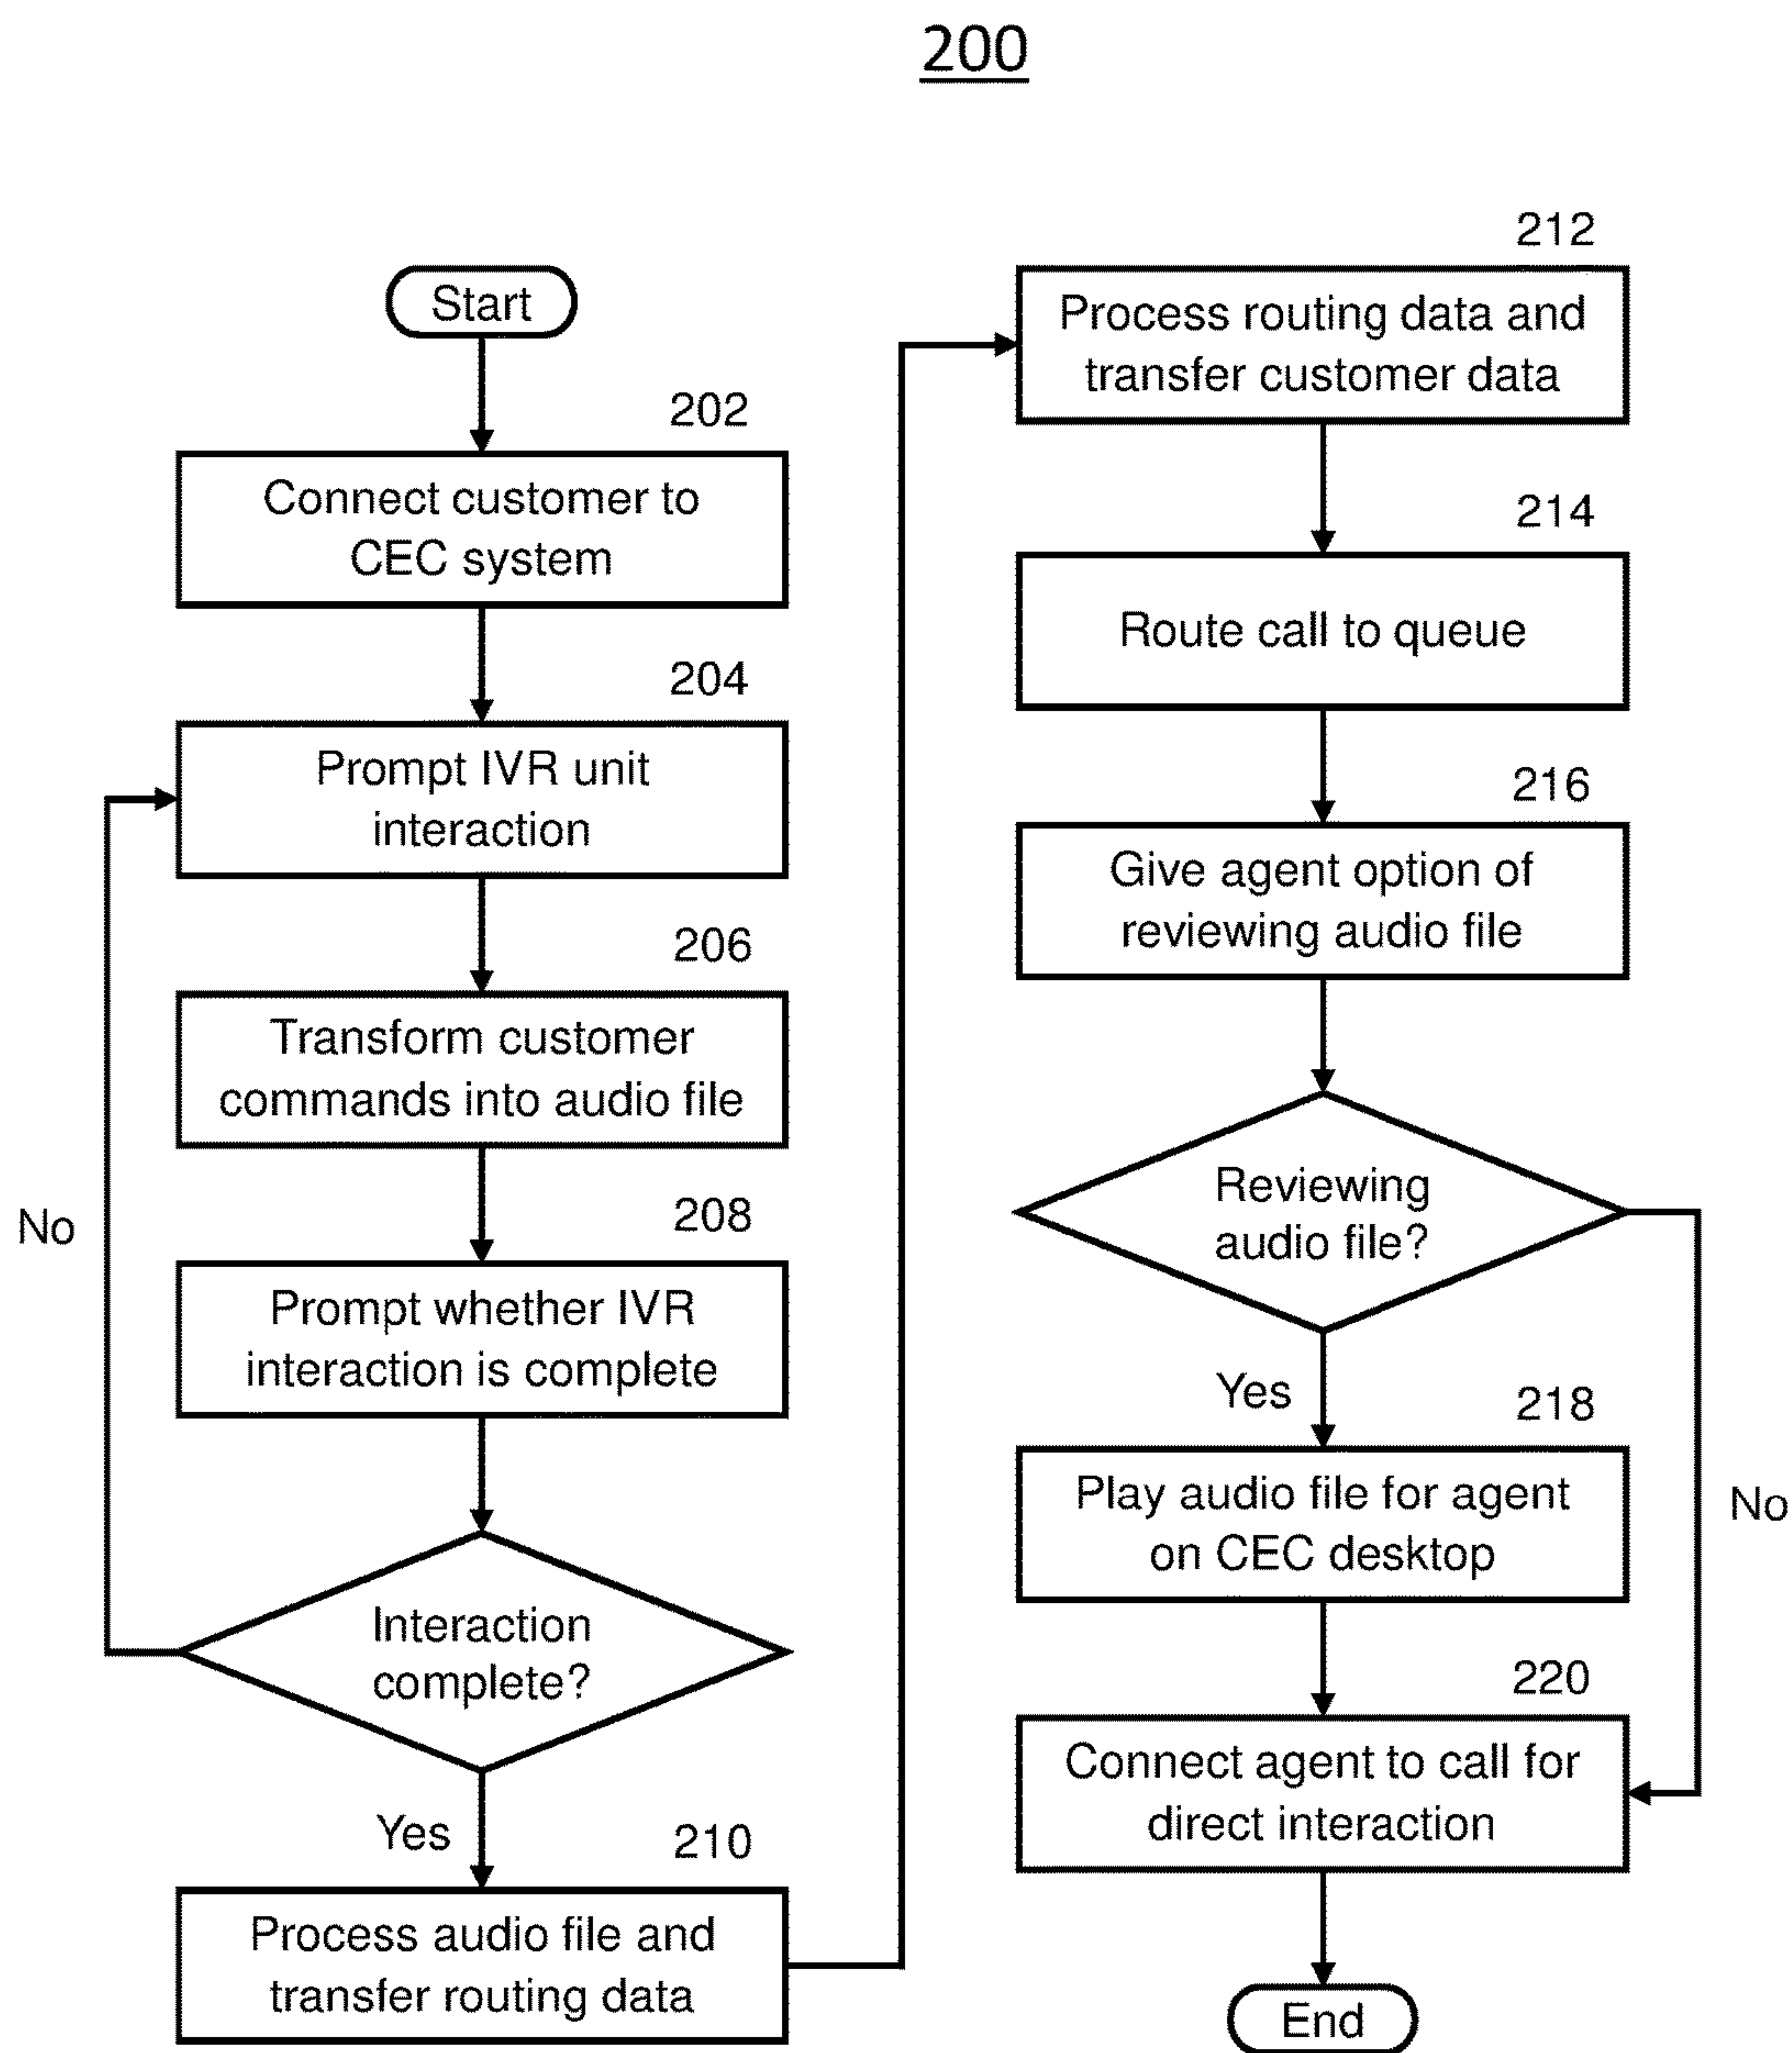 200
Start
202
Connect customer to
CEC system
204
Prompt IVR unit
interaction
206
Transform customer
commands into audio file
No
208
Prompt whether IVR
interaction is complete
Interaction
complete?
Yes
210
Process audio file and
transfer routing data
212
Process routing data and
transfer customer data
214
Route call to queue
216
Give agent option of
reviewing audio file
Reviewing
audio file?
Yes
218
Play audio file for agent
on CEC desktop
No
220
Connect agent to call for
direct interaction
End